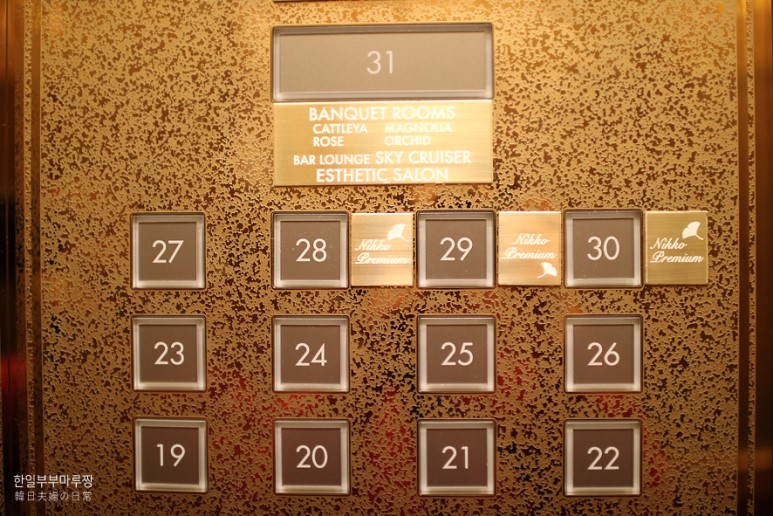 31
BANQUET ROOMS
CATTLEYA MAGNOLIA
ROSE ORCHID
BAR LOUNGE SKY CRUISER
ESTHETIC SALON
27 28 Nikko Premium 29 Nikko Premium 30 Nikko Premium
23 24 25 26
19 20 21 22
한일부부마루짱
韓日夫婦の日常